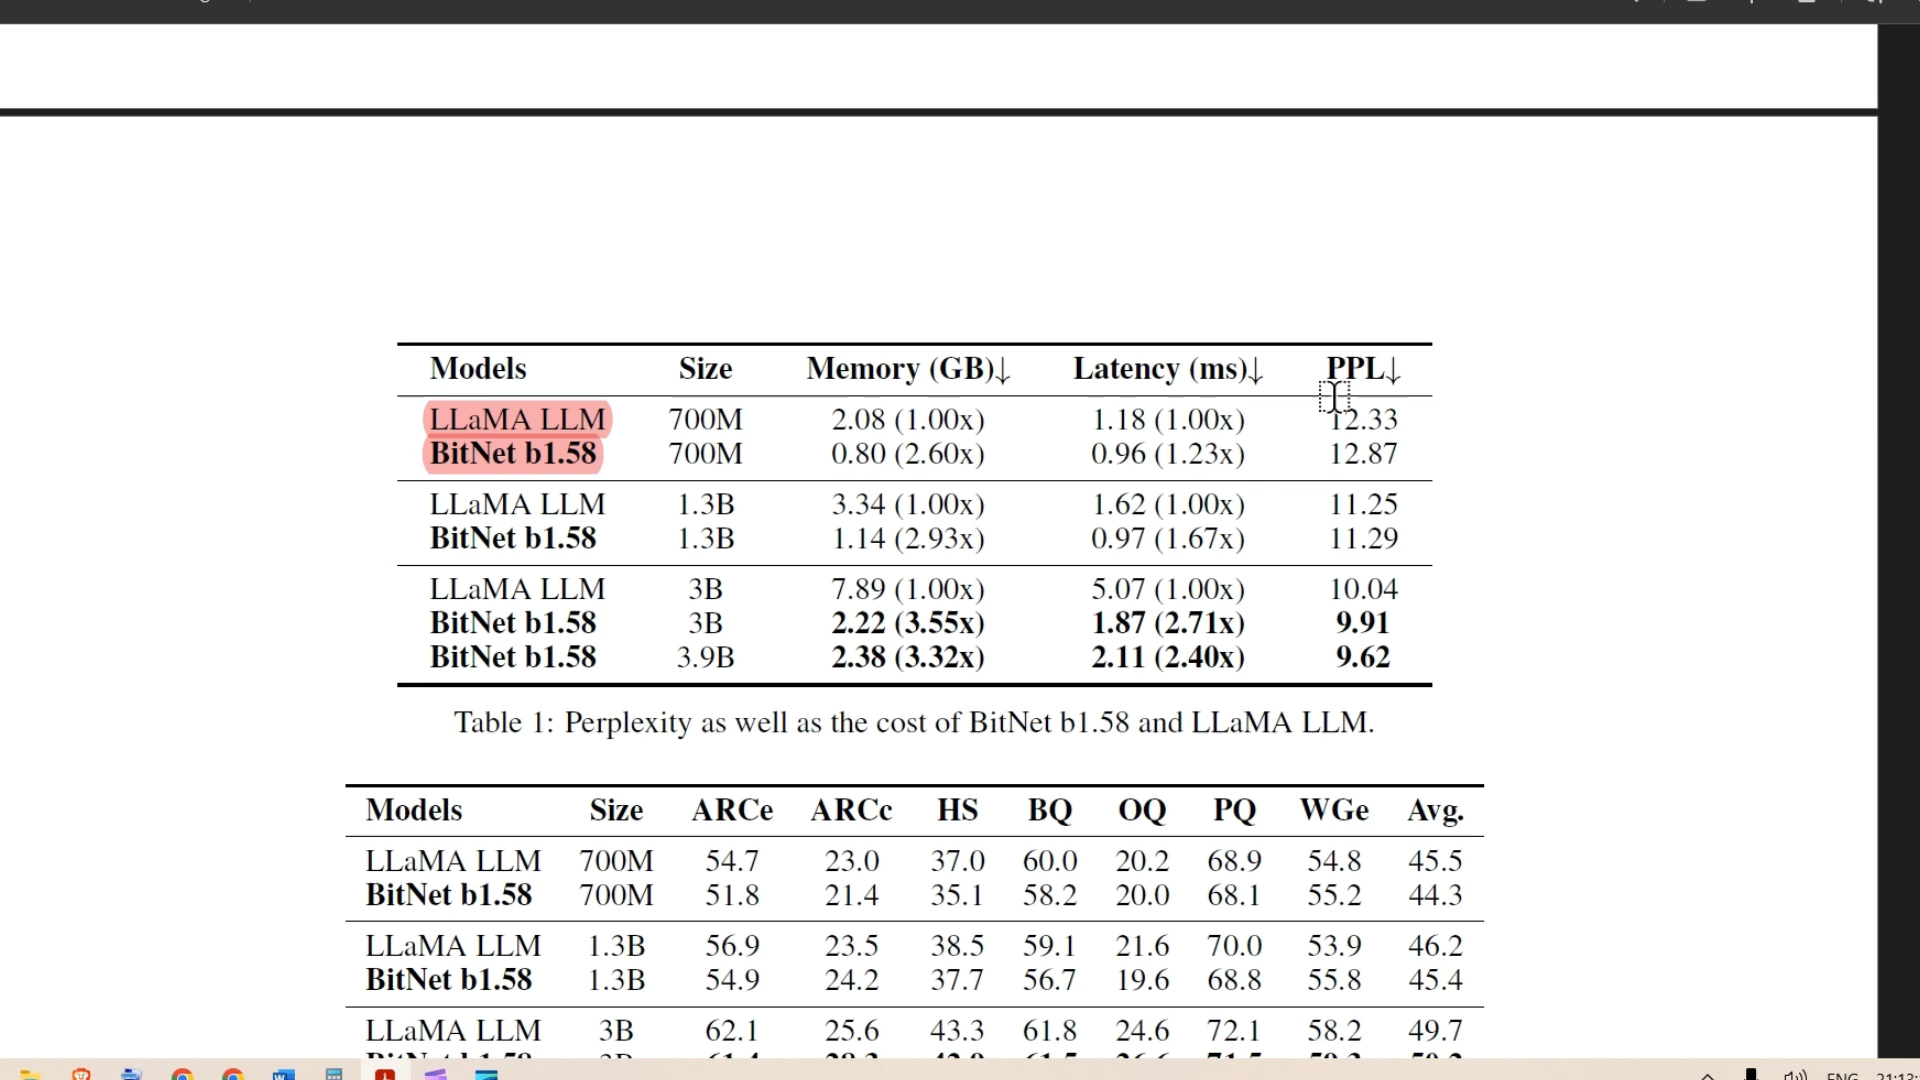 Models Size Memory (GB)↓ Latency (ms)↓ PPL↓
LLaMA LLM 700M 2.08 (1.00x) 1.18 (1.00x) 12.33
BitNet b1.58 700M 0.80 (2.60x) 0.96 (1.23x) 12.87
LLaMA LLM 1.3B 3.34 (1.00x) 1.62 (1.00x) 11.25
BitNet b1.58 1.3B 1.14 (2.93x) 0.97 (1.67x) 11.29
LLaMA LLM 3B 7.89 (1.00x) 5.07 (1.00x) 10.04
BitNet b1.58 3B 2.22 (3.55x) 1.87 (2.71x) 9.91
BitNet b1.58 3.9B 2.38 (3.32x) 2.11 (2.40x) 9.62
Table 1: Perplexity as well as the cost of BitNet b1.58 and LLaMA LLM.
Models Size ARCe ARCc HS BQ OQ PQ WGe Avg.
LLaMA LLM 700M 54.7 23.0 37.0 60.0 20.2 68.9 54.8 45.5
BitNet b1.58 700M 51.8 21.4 35.1 58.2 20.0 68.1 55.2 44.3
LLaMA LLM 1.3B 56.9 23.5 38.5 59.1 21.6 70.0 53.9 46.2
BitNet b1.58 1.3B 54.9 24.2 37.7 56.7 19.6 68.8 55.8 45.4
LLaMA LLM 3B 62.1 25.6 43.3 61.8 24.6 72.1 58.2 49.7
ENG